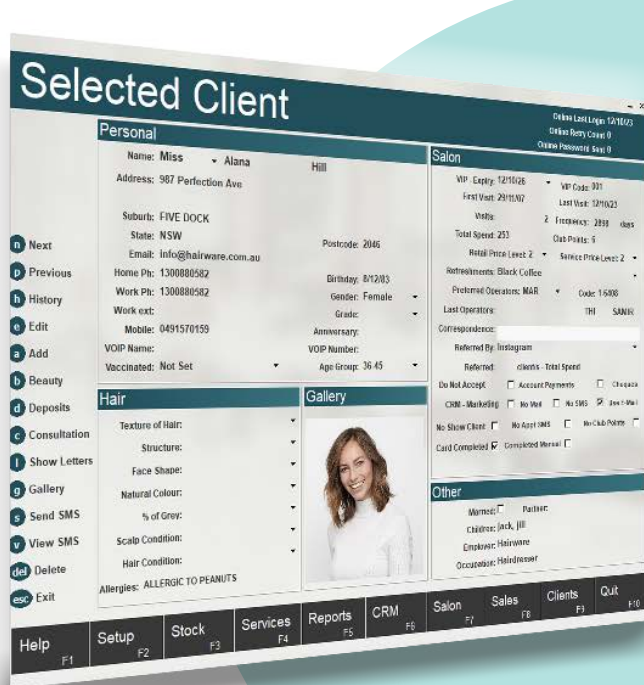 Selected Client
Online Last Login 12/10/23
Online Retry Count 0
Online Password Sent 0
Personal
Name: Miss Alana Hill
Address: 987 Perfection Ave
Suburb: FIVE DOCK
State: NSW
Postcode: 2046
Email: info@hairware.com.au
Home Ph: 1300880582
Birthday: 8/12/83
Work Ph: 1300880582
Gender: Female
Work ext:
Grade:
Mobile: 0491570159
Anniversary:
VOIP Name:
VOIP Number:
Vaccinated: Not Set
Age Group: 36-45
Salon
VIP - Expiry: 12/10/26
VIP Code: 001
First Visit: 29/11/07
Last Visit: 12/10/23
Visits: 2
Frequency: 2898 days
Total Spend: 253
Club Points: 6
Retail Price Level: 2
Service Price Level: 2
Refreshments: Black Coffee
Preferred Operators: MAR
Code: 1-6408
Last Operators: THI SAMIR
Correspondence:
Referred By: Instagram
Referred: clients - Total Spend
Do Not Accept Account Payments Cheques
CRM - Marketing No Mail No SMS Use E-Mail
No Show Client No Appt SMS No Club Points
Card Completed Completed Manual
Hair
Texture of Hair:
Structure:
Face Shape:
Natural Colour:
% of Grey:
Scalp Condition:
Hair Condition:
Allergies: ALLERGIC TO PEANUTS
Gallery
Other
Married: Partner:
Children: jack, jill
Employer: Hairware
Occupation: Hairdresser
n Next
p Previous
h History
e Edit
a Add
b Beauty
d Deposits
c Consultation
l Show Letters
g Gallery
s Send SMS
v View SMS
del Delete
esc Exit
Help F1
Setup F2
Stock F3
Services F4
Reports F5
CRM F6
Salon F7
Sales F8
Clients F9
Quit F10